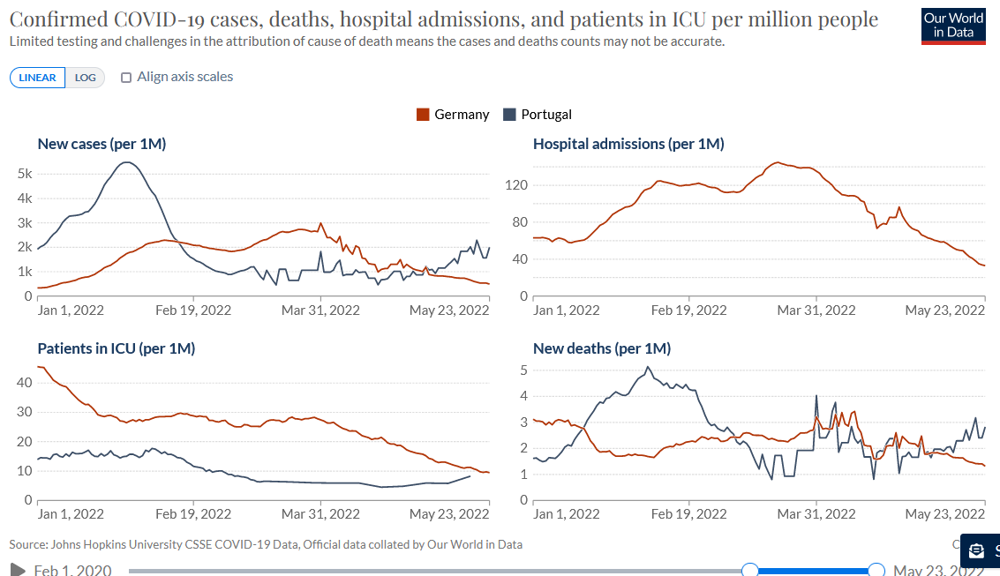 Confirmed COVID-19 cases, deaths, hospital admissions, and patients in ICU per million people
Our World
in Data
Limited testing and challenges in the attribution of cause of death means the cases and deaths counts may not be accurate.
LINEAR LOG Align axis scales
Germany Portugal
New cases (per 1M)
5k
4k
3k
2k
1k
0
Jan 1, 2022 Feb 19, 2022 Mar 31, 2022 May 23, 2022
Hospital admissions (per 1M)
120
80
40
0
Jan 1, 2022 Feb 19, 2022 Mar 31, 2022 May 23, 2022
Patients in ICU (per 1M)
40
30
20
10
0
Jan 1, 2022 Feb 19, 2022 Mar 31, 2022 May 23, 2022
New deaths (per 1M)
5
4
3
2
1
0
Jan 1, 2022 Feb 19, 2022 Mar 31, 2022 May 23, 2022
Source: Johns Hopkins University CSSE COVID-19 Data, Official data collated by Our World in Data
Feb 1, 2020 May 23, 2022